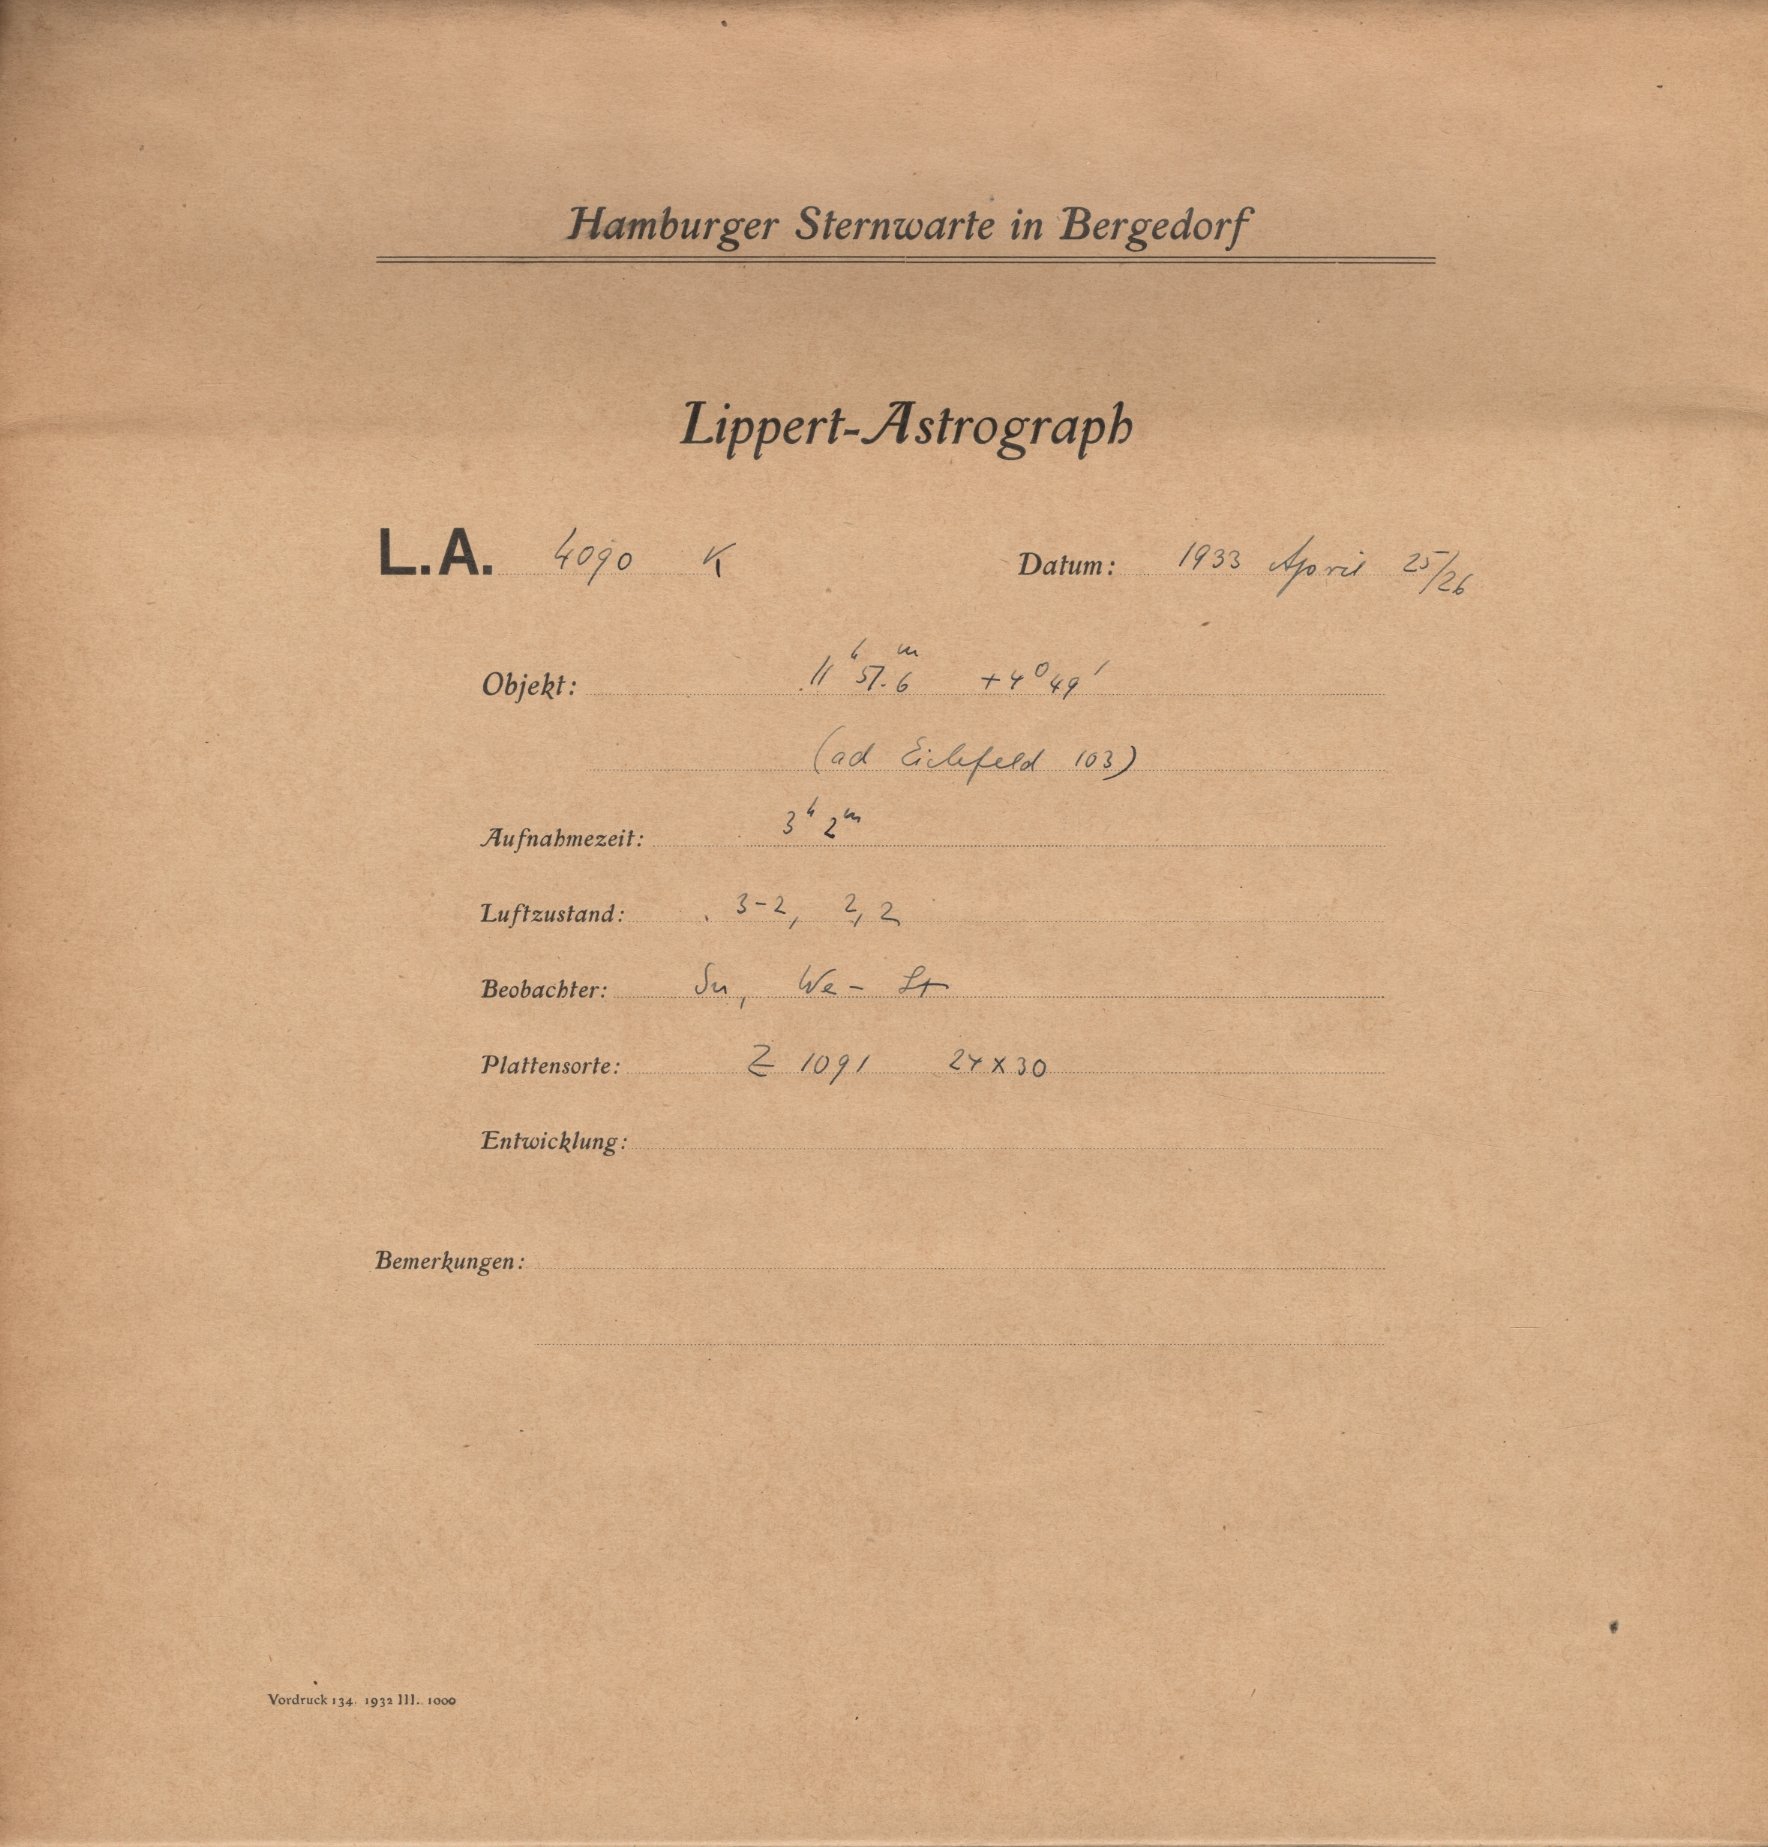 Hamburger Sternwarte in Bergedorf
Lippert-Astrograph
L.A. 4090 K Datum: 1933 April 25/26
Objekt: 11ʰ 57.6ᵐ +4° 49'
(ad Eichfeld 103)
Aufnahmezeit: 3ʰ 2ᵐ
Luftzustand: 3-2, 2, 2
Beobachter: We - St
Plattensorte: Z 1091 24x30
Entwicklung:
Bemerkungen:
Vordruck 134. 1932 III. 1000